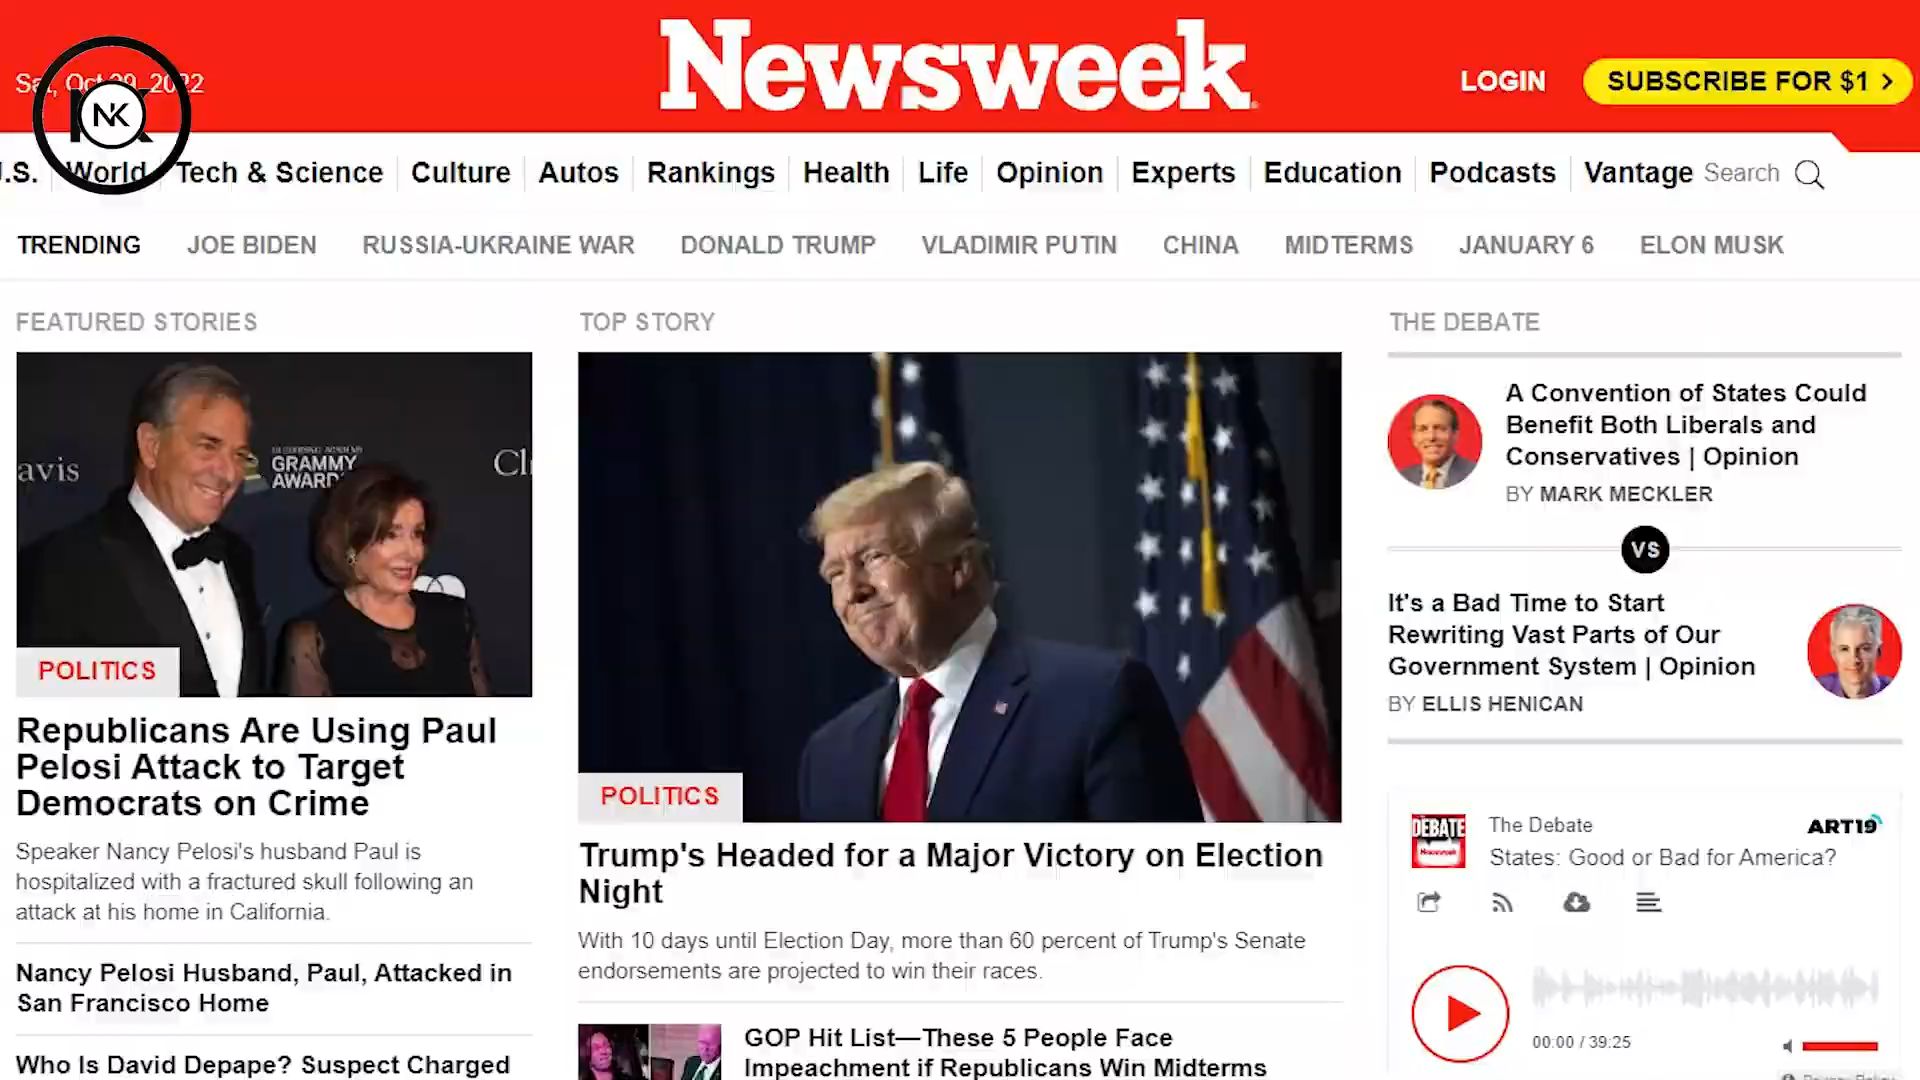 Newsweek
Sat, Oct 29, 2022
NK
LOGIN
SUBSCRIBE FOR $1 >
.S. World Tech & Science Culture Autos Rankings Health Life Opinion Experts Education Podcasts Vantage Search
TRENDING JOE BIDEN RUSSIA-UKRAINE WAR DONALD TRUMP VLADIMIR PUTIN CHINA MIDTERMS JANUARY 6 ELON MUSK
FEATURED STORIES
avis
GRAMMY
AWARD
POLITICS
Republicans Are Using Paul
Pelosi Attack to Target
Democrats on Crime
Speaker Nancy Pelosi's husband Paul is
hospitalized with a fractured skull following an
attack at his home in California.
Nancy Pelosi Husband, Paul, Attacked in
San Francisco Home
Who Is David Depape? Suspect Charged
TOP STORY
POLITICS
Trump's Headed for a Major Victory on Election
Night
With 10 days until Election Day, more than 60 percent of Trump's Senate
endorsements are projected to win their races.
GOP Hit List—These 5 People Face
Impeachment if Republicans Win Midterms
THE DEBATE
A Convention of States Could
Benefit Both Liberals and
Conservatives | Opinion
BY MARK MECKLER
VS
It's a Bad Time to Start
Rewriting Vast Parts of Our
Government System | Opinion
BY ELLIS HENICAN
DEBATE
Newsweek
The Debate
ART19
States: Good or Bad for America?
00:00 / 39:25